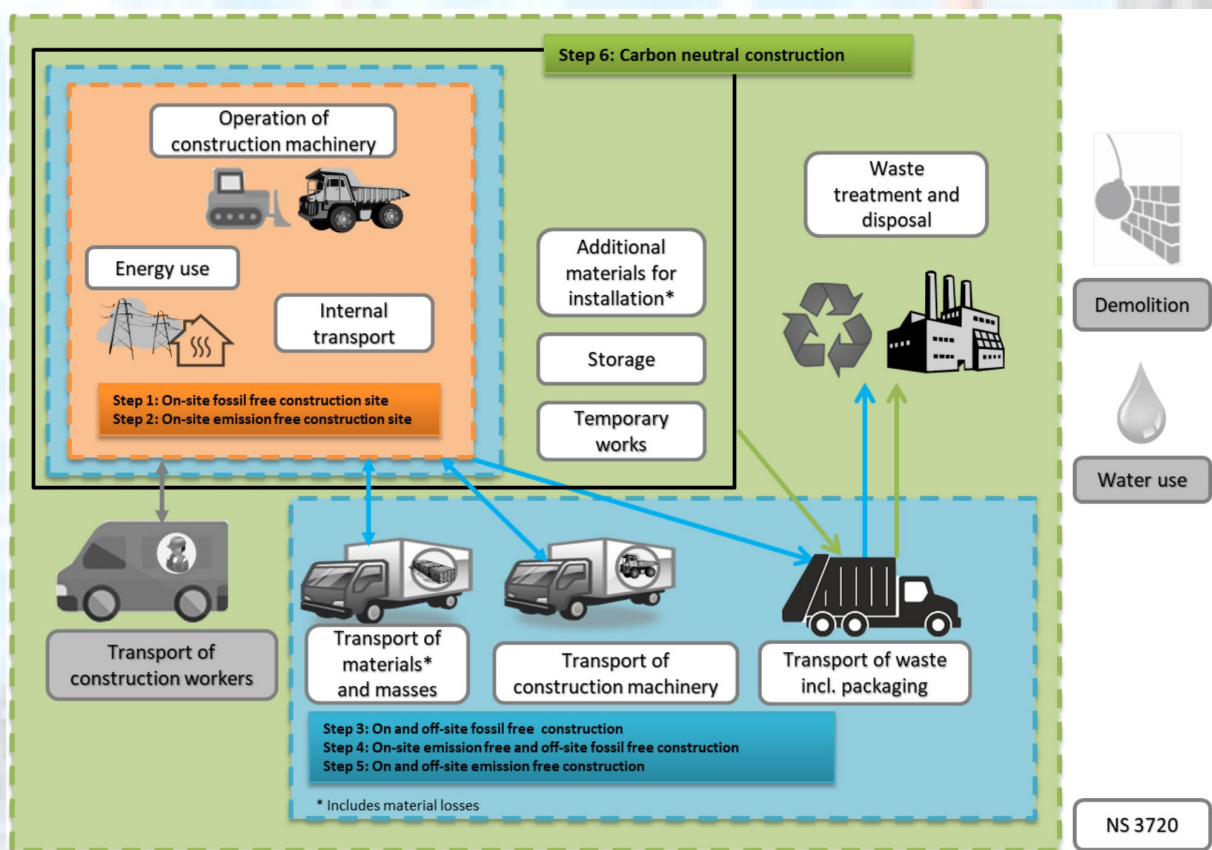 Step 6: Carbon neutral construction
Operation of
construction machinery
Energy use
Internal
transport
Step 1: On-site fossil free construction site
Step 2: On-site emission free construction site
Additional
materials for
installation*
Storage
Temporary
works
Waste
treatment and
disposal
Demolition
Water use
Transport of
construction workers
Transport of
materials*
and masses
Transport of
construction machinery
Transport of waste
incl. packaging
Step 3: On and off-site fossil free construction
Step 4: On-site emission free and off-site fossil free construction
Step 5: On and off-site emission free construction
* Includes material losses
NS 3720